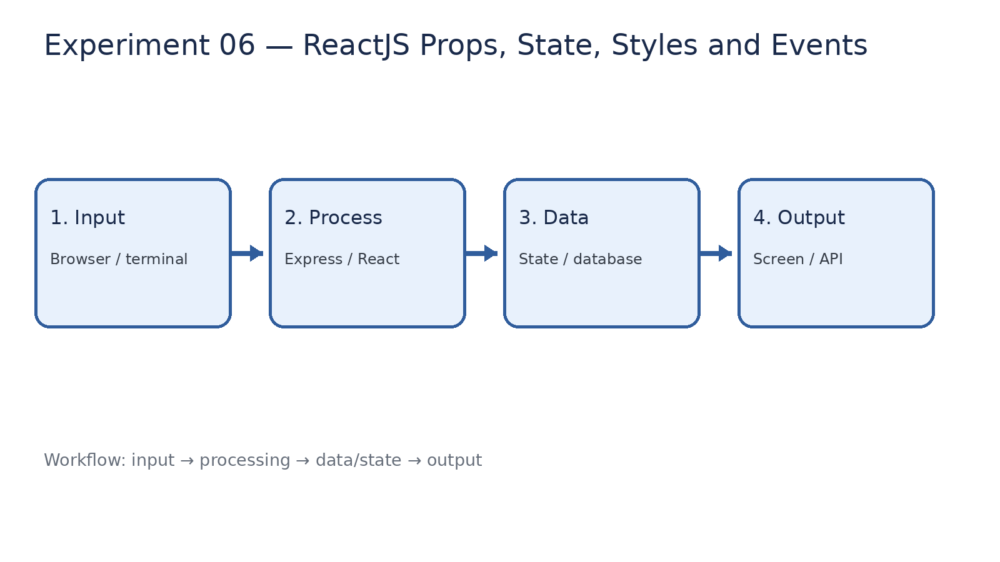 Experiment 06 — ReactJS Props, State, Styles and Events
1. Input
Browser / terminal
2. Process
Express / React
3. Data
State / database
4. Output
Screen / API
Workflow: input → processing → data/state → output